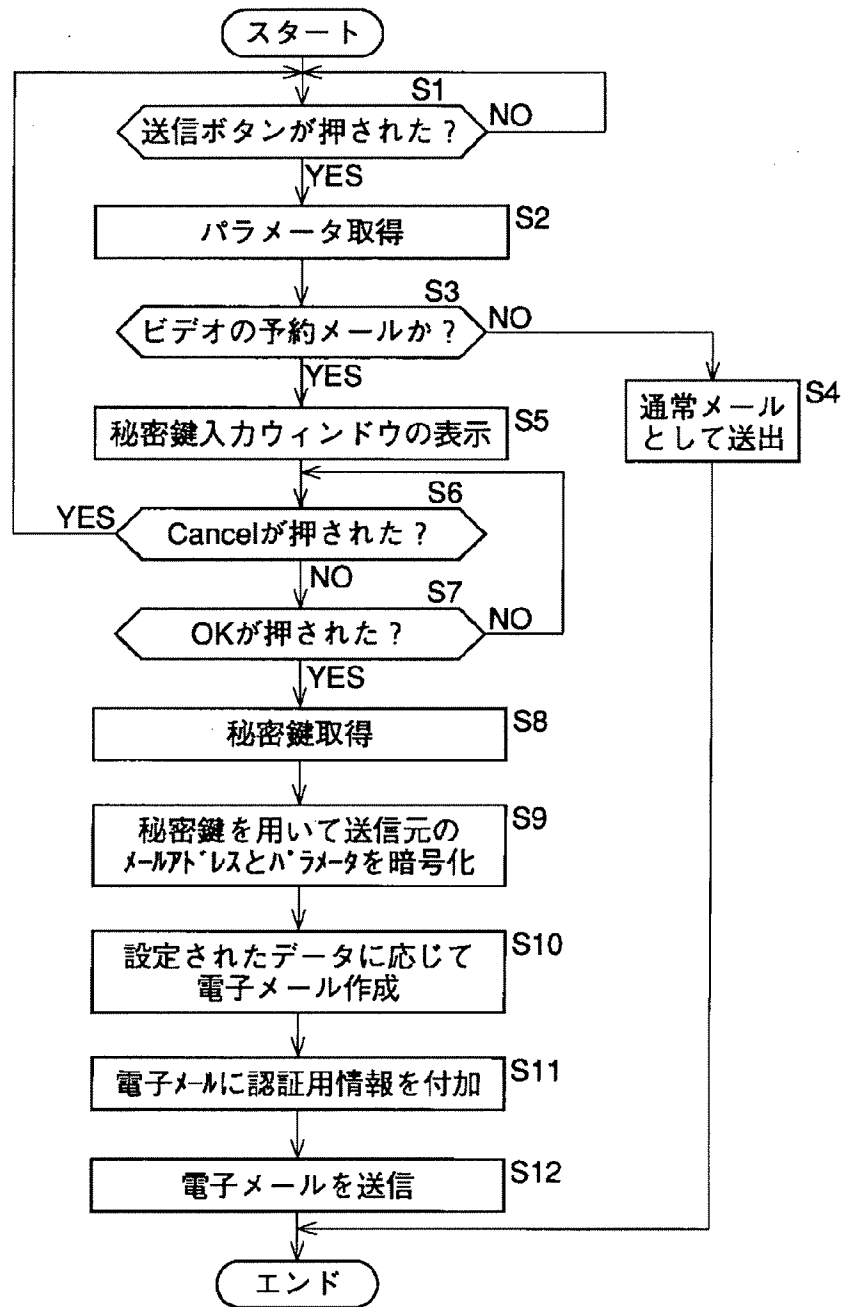 スタート
S1
送信ボタンが押された?
NO
YES
パラメータ取得
S2
S3
ビデオの予約メールか?
NO
YES
通常メール
として送出
S4
秘密鍵入力ウィンドウの表示
S5
S6
YES
Cancelが押された?
NO
S7
OKが押された?
NO
YES
秘密鍵取得
S8
秘密鍵を用いて送信元の
メールアドレスとパラメータを暗号化
S9
設定されたデータに応じて
電子メール作成
S10
電子メールに認証用情報を付加
S11
電子メールを送信
S12
エンド